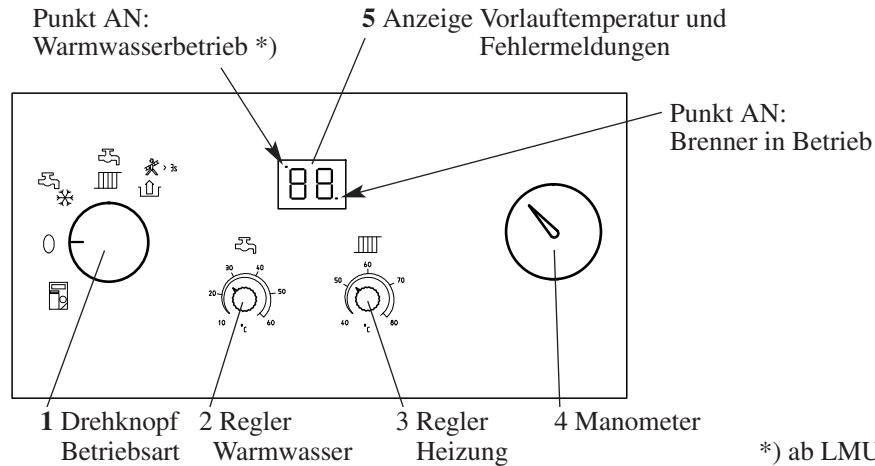 Punkt AN:
Warmwasserbetrieb *)
5 Anzeige Vorlauftemperatur und
Fehlermeldungen
Punkt AN:
Brenner in Betrieb
88
> 3s
0
10 20 30 40 50 60
°C
40 50 60 70 80
°C
1 Drehknopf
Betriebsart
2 Regler
Warmwasser
3 Regler
Heizung
4 Manometer
*) ab LMU